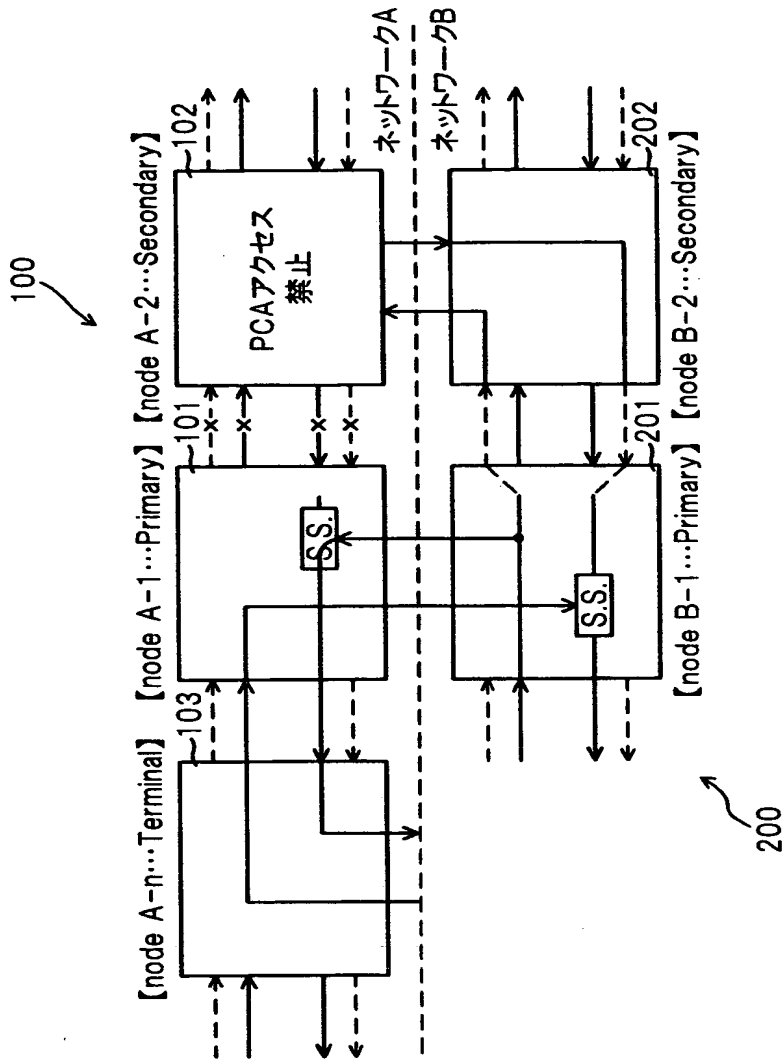 100
【node A-n…Terminal】
103
【node A-1…Primary】
101
【node A-2…Secondary】
102
S.S.
PCAアクセス
禁止
ネットワークA
ネットワークB
S.S.
201
202
【node B-1…Primary】
【node B-2…Secondary】
200